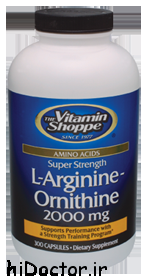 THE Vitamin
Shoppe
SINCE 1977
AMINO ACIDS
Super Strength
L-Arginine-
Ornithine
2000 mg
Supports Performance with
a Strength Training Program*
300 CAPSULES • Dietary Supplement
hiDoctor.ir